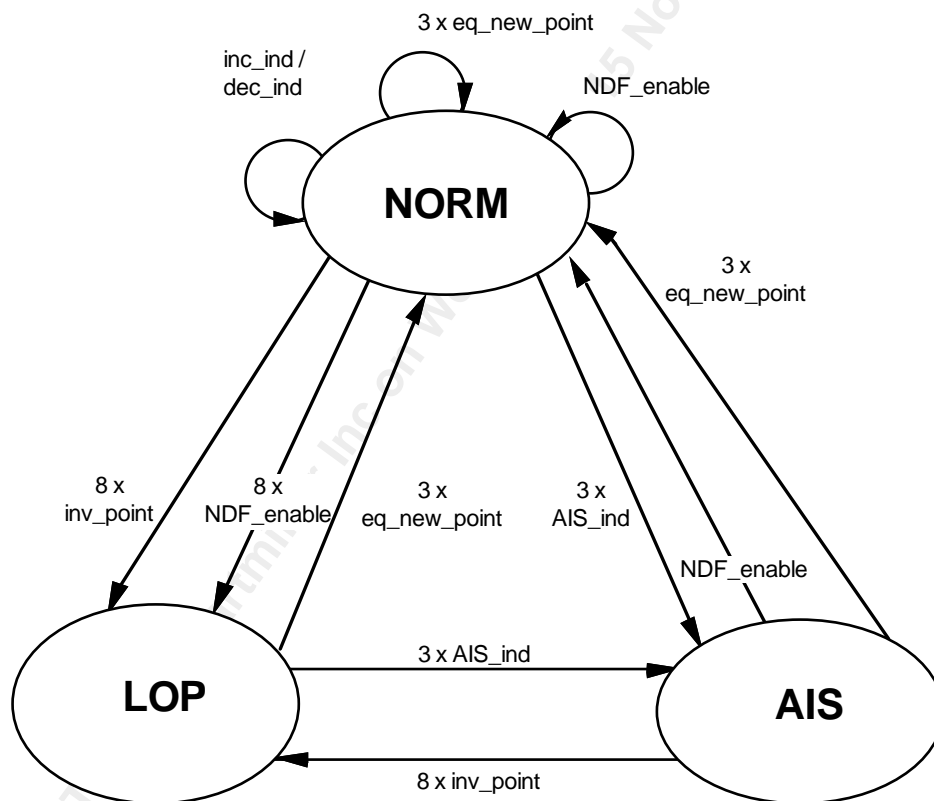 3 x eq_new_point
inc_ind /
dec_ind
NDF_enable
NORM
3 x
eq_new_point
8 x
inv_point
8 x
NDF_enable
3 x
eq_new_point
3 x
AIS_ind
NDF_enable
3 x AIS_ind
LOP
AIS
8 x inv_point